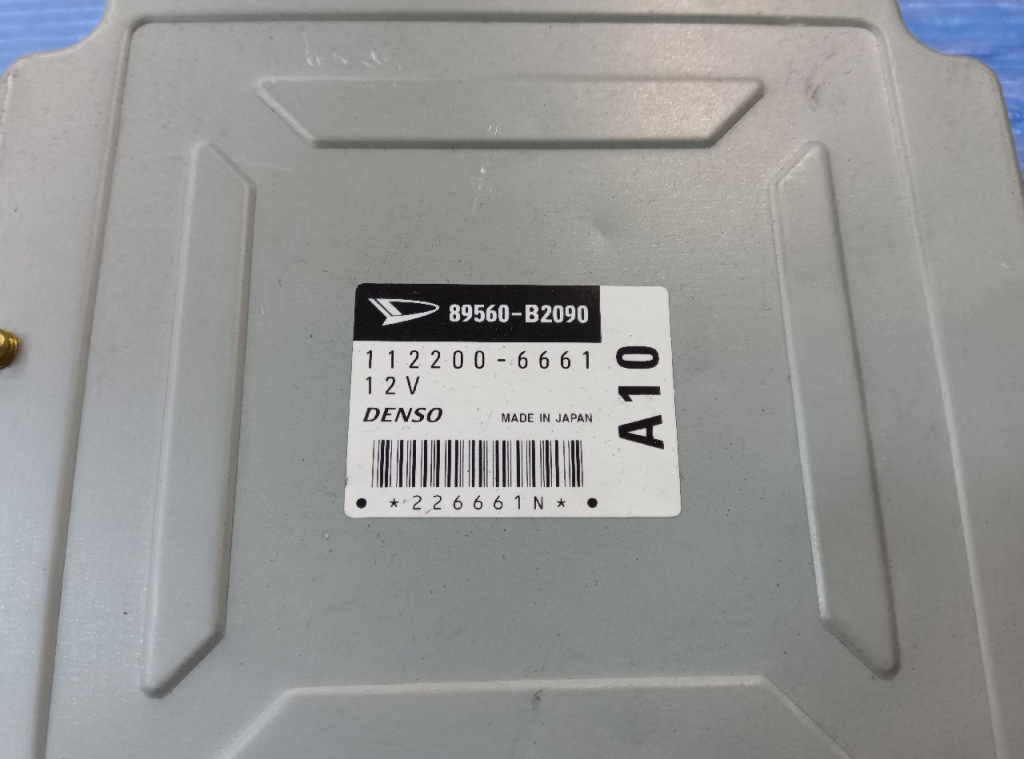 89560-B2090
112200-6661
12V
DENSO MADE IN JAPAN
*226661N*
A10